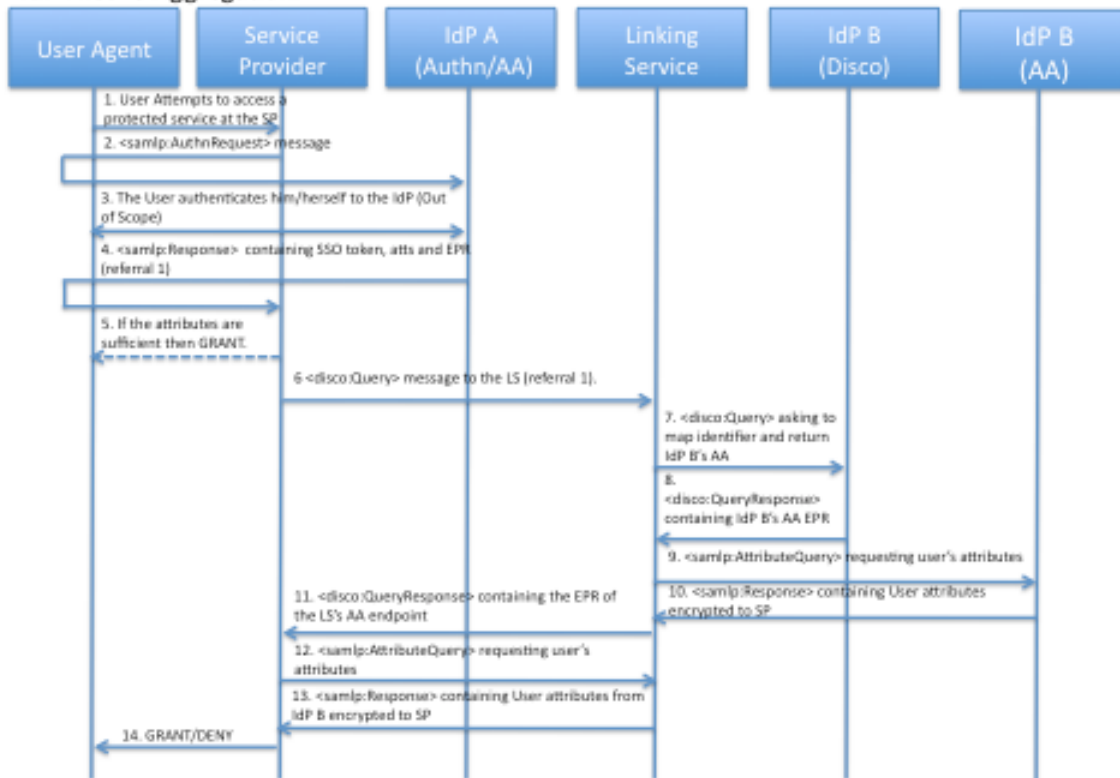 User Agent
Service
Provider
IdP A
(Authn/AA)
Linking
Service
IdP B
(Disco)
IdP B
(AA)
1. User Attempts to access a
protected service at the SP
2. <samlp:AuthnRequest> message
3. The User authenticates him/herself to the IdP (Out
of Scope)
4. <samlp:Response> containing SSO token, atts and EPR
(referral 1)
5. If the attributes are
sufficient then GRANT.
6 <disco:Query> message to the LS (referral 1).
7. <disco:Query> asking to
map identifier and return
IdP B's AA
8.
<disco:QueryResponse>
containing IdP B's AA EPR
9. <samlp:AttributeQuery> requesting user's attributes
10. <samlp:Response> containing User attributes
encrypted to SP
11. <disco:QueryResponse> containing the EPR of
the LS's AA endpoint
12. <samlp:AttributeQuery> requesting user's
attributes
13. <samlp:Response> containing User attributes from
IdP B encrypted to SP
14. GRANT/DENY